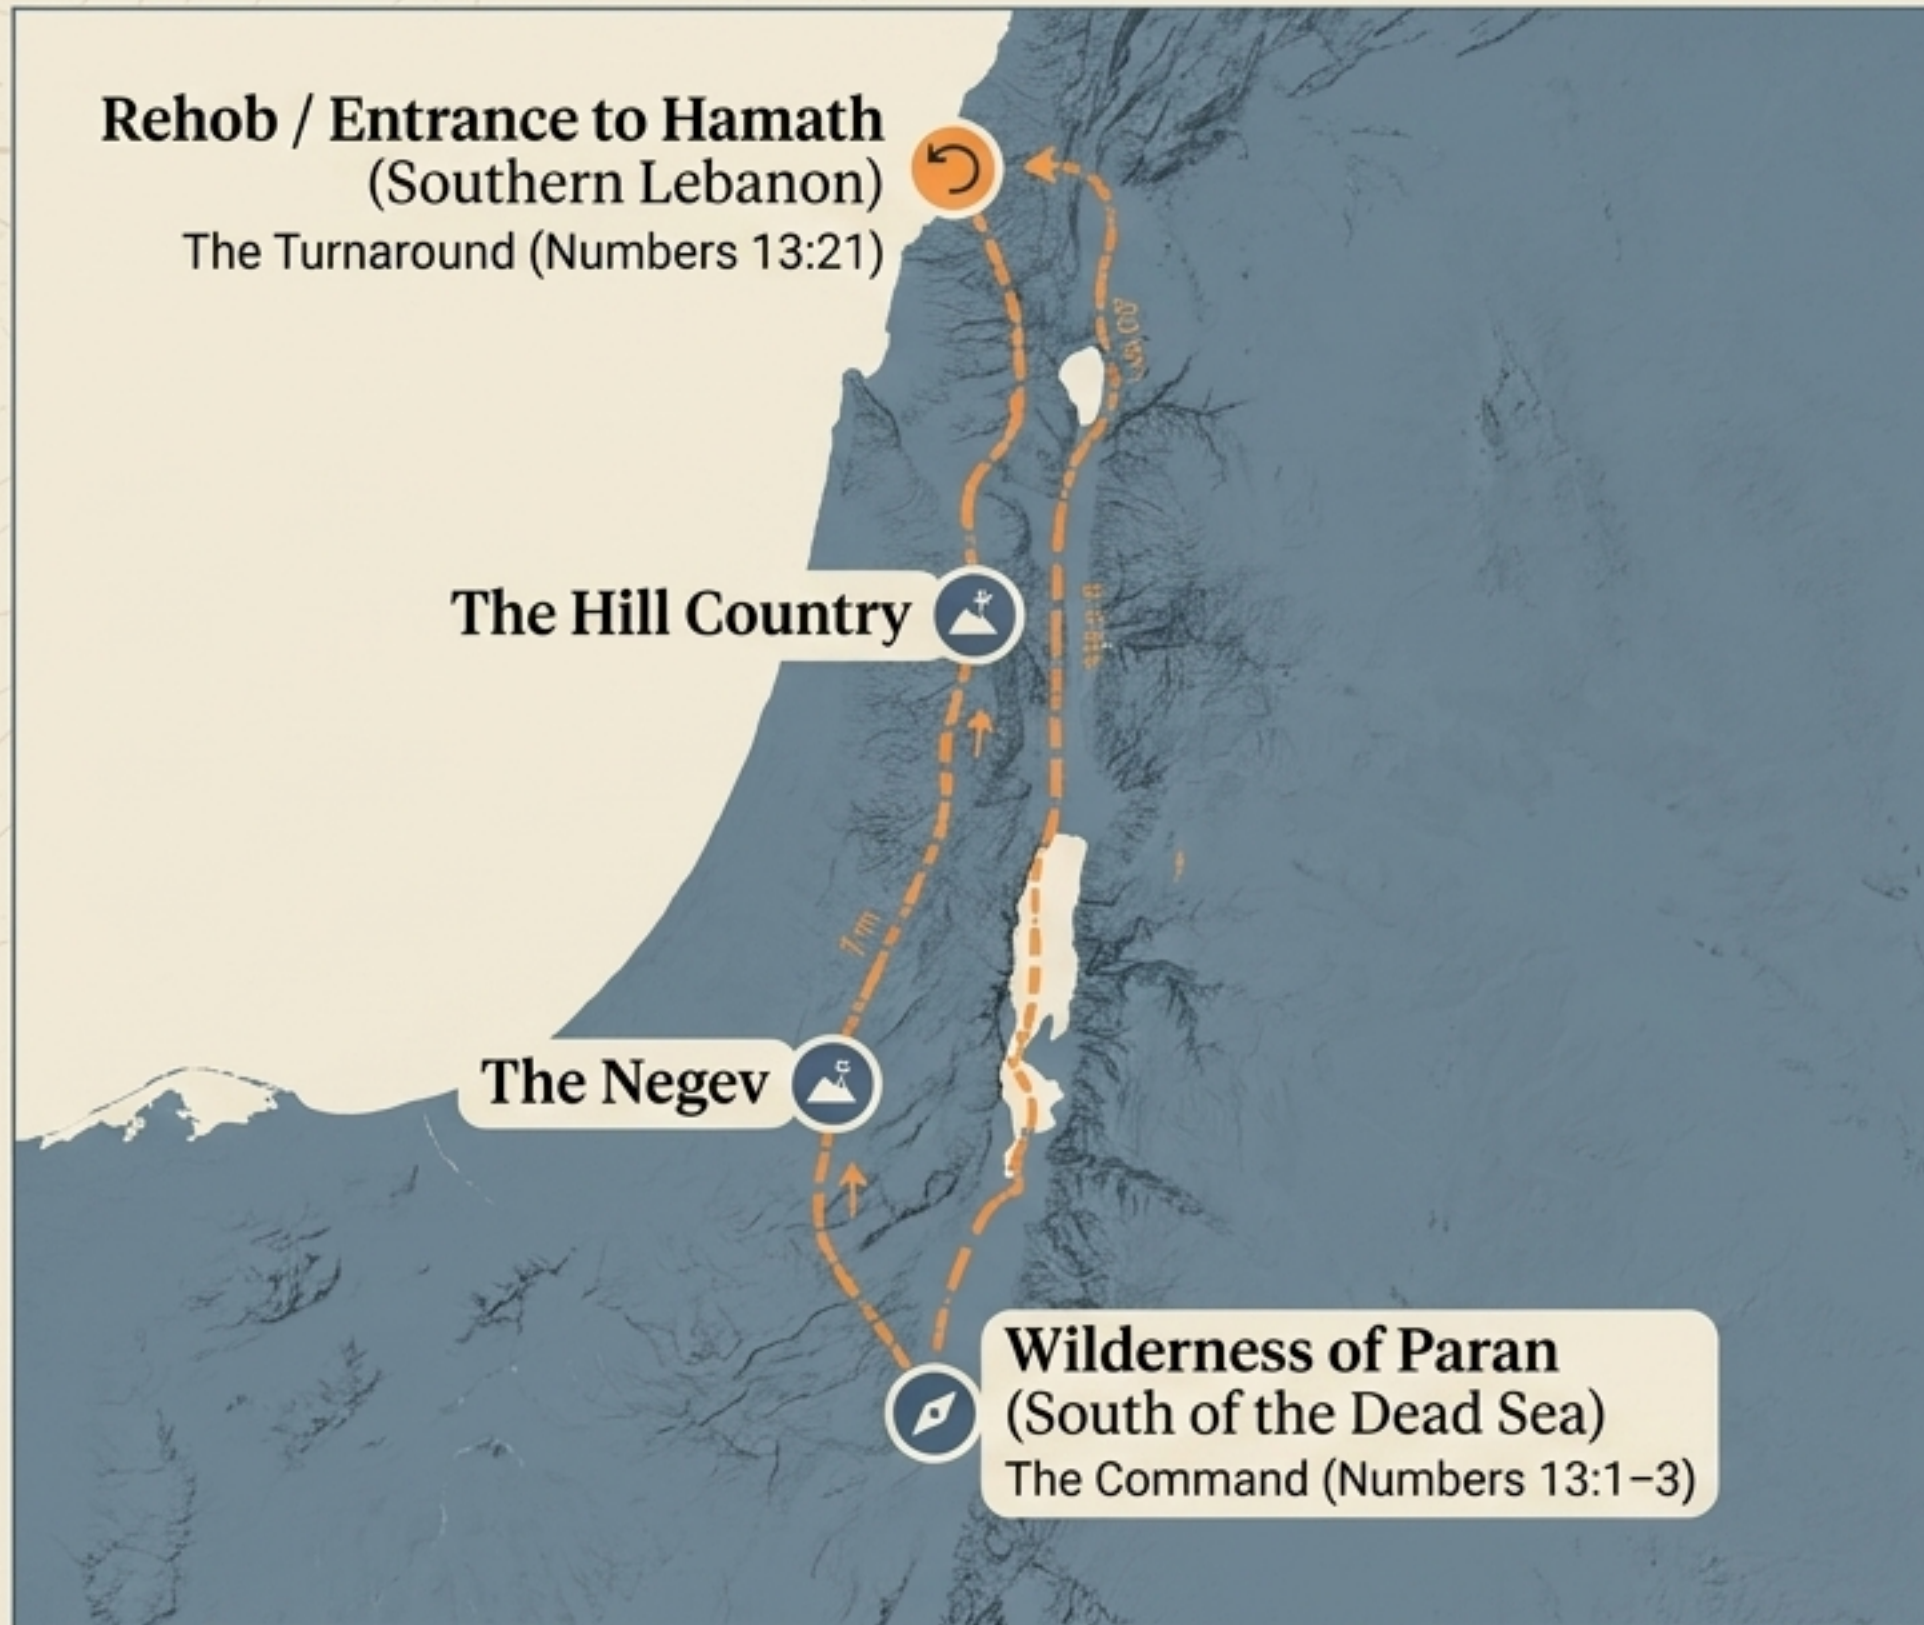 Rehob / Entrance to Hamath
(Southern Lebanon)
The Turnaround (Numbers 13:21)
The Hill Country
The Negev
Wilderness of Paran
(South of the Dead Sea)
The Command (Numbers 13:1–3)